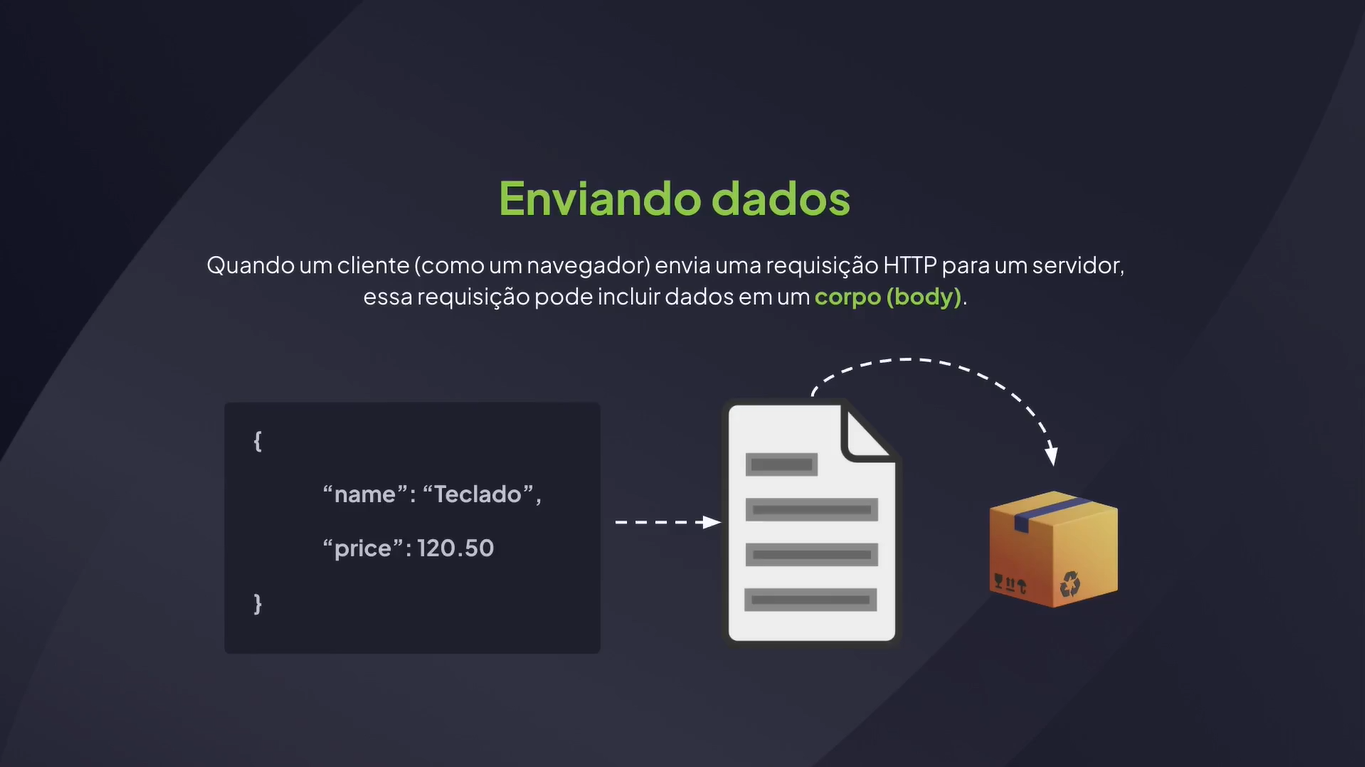 Enviando dados
Quando um cliente (como um navegador) envia uma requisição HTTP para um servidor,
essa requisição pode incluir dados em um corpo (body).
{
“name”: “Teclado”,
“price”: 120.50
}